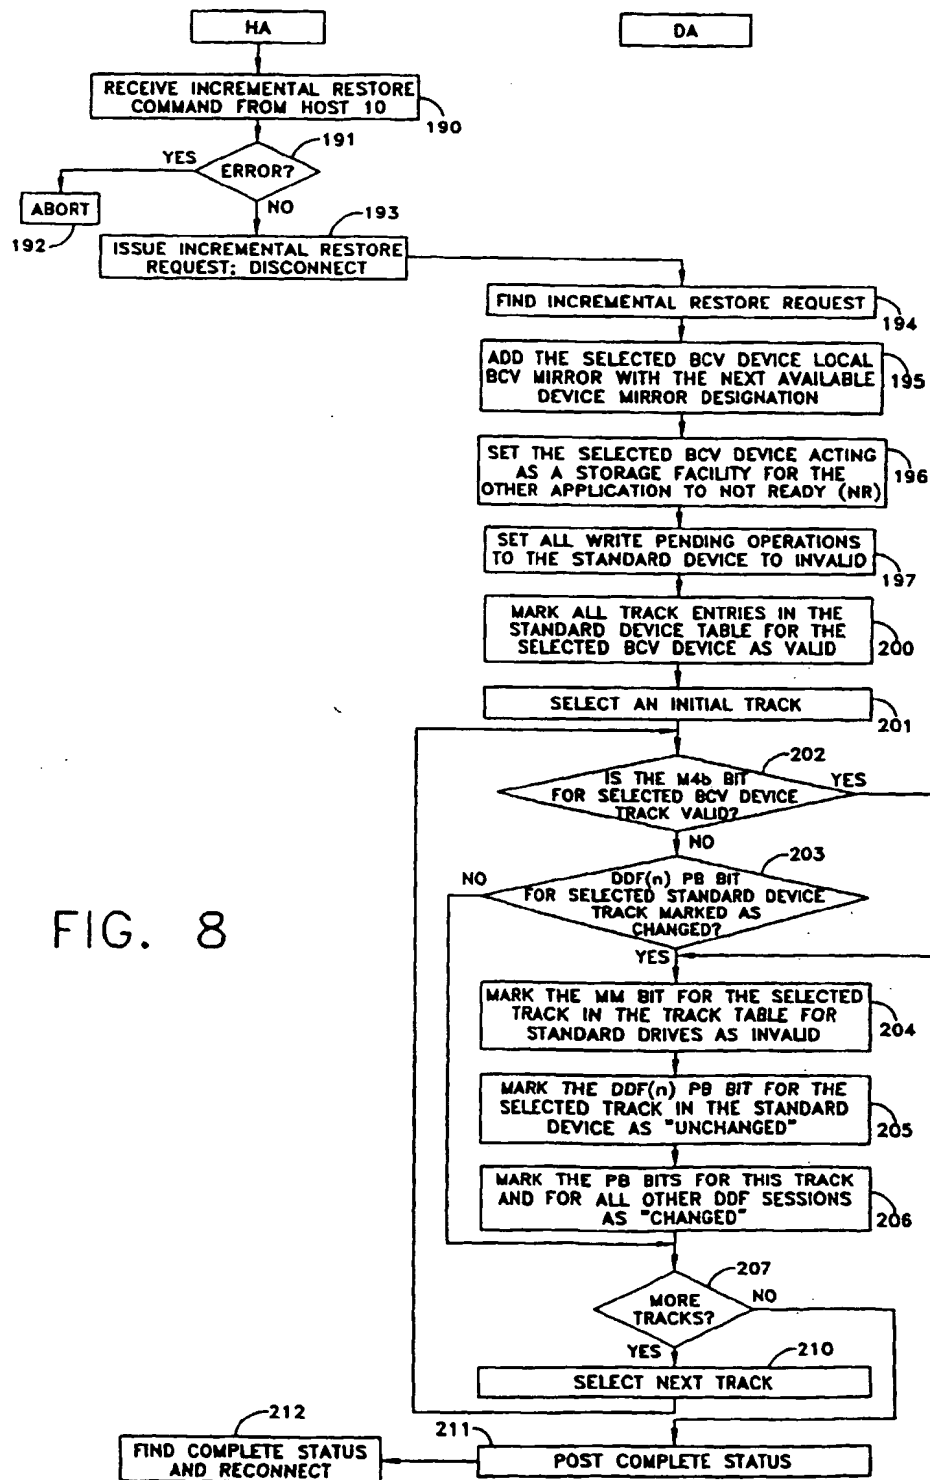 HA
DA
RECEIVE INCREMENTAL RESTORE
COMMAND FROM HOST 10
190
191
YES
ERROR?
NO
ABORT
192
193
ISSUE INCREMENTAL RESTORE
REQUEST; DISCONNECT
FIND INCREMENTAL RESTORE REQUEST
194
ADD THE SELECTED BCV DEVICE LOCAL
BCV MIRROR WITH THE NEXT AVAILABLE
DEVICE MIRROR DESIGNATION
195
SET THE SELECTED BCV DEVICE ACTING
AS A STORAGE FACILITY FOR THE
OTHER APPLICATION TO NOT READY (NR)
196
SET ALL WRITE PENDING OPERATIONS
TO THE STANDARD DEVICE TO INVALID
197
MARK ALL TRACK ENTRIES IN THE
STANDARD DEVICE TABLE FOR THE
SELECTED BCV DEVICE AS VALID
200
SELECT AN INITIAL TRACK
201
202
IS THE M4b BIT
FOR SELECTED BCV DEVICE
TRACK VALID?
YES
NO
203
NO
DDF(n) PB BIT
FOR SELECTED STANDARD DEVICE
TRACK MARKED AS
CHANGED?
YES
FIG. 8
MARK THE MM BIT FOR THE SELECTED
TRACK IN THE TRACK TABLE FOR
STANDARD DRIVES AS INVALID
204
MARK THE DDF(n) PB BIT FOR THE
SELECTED TRACK IN THE STANDARD
DEVICE AS "UNCHANGED"
205
MARK THE PB BITS FOR THIS TRACK
AND FOR ALL OTHER DDF SESSIONS
AS "CHANGED"
206
207
MORE
TRACKS?
NO
YES
210
SELECT NEXT TRACK
212
211
FIND COMPLETE STATUS
AND RECONNECT
POST COMPLETE STATUS